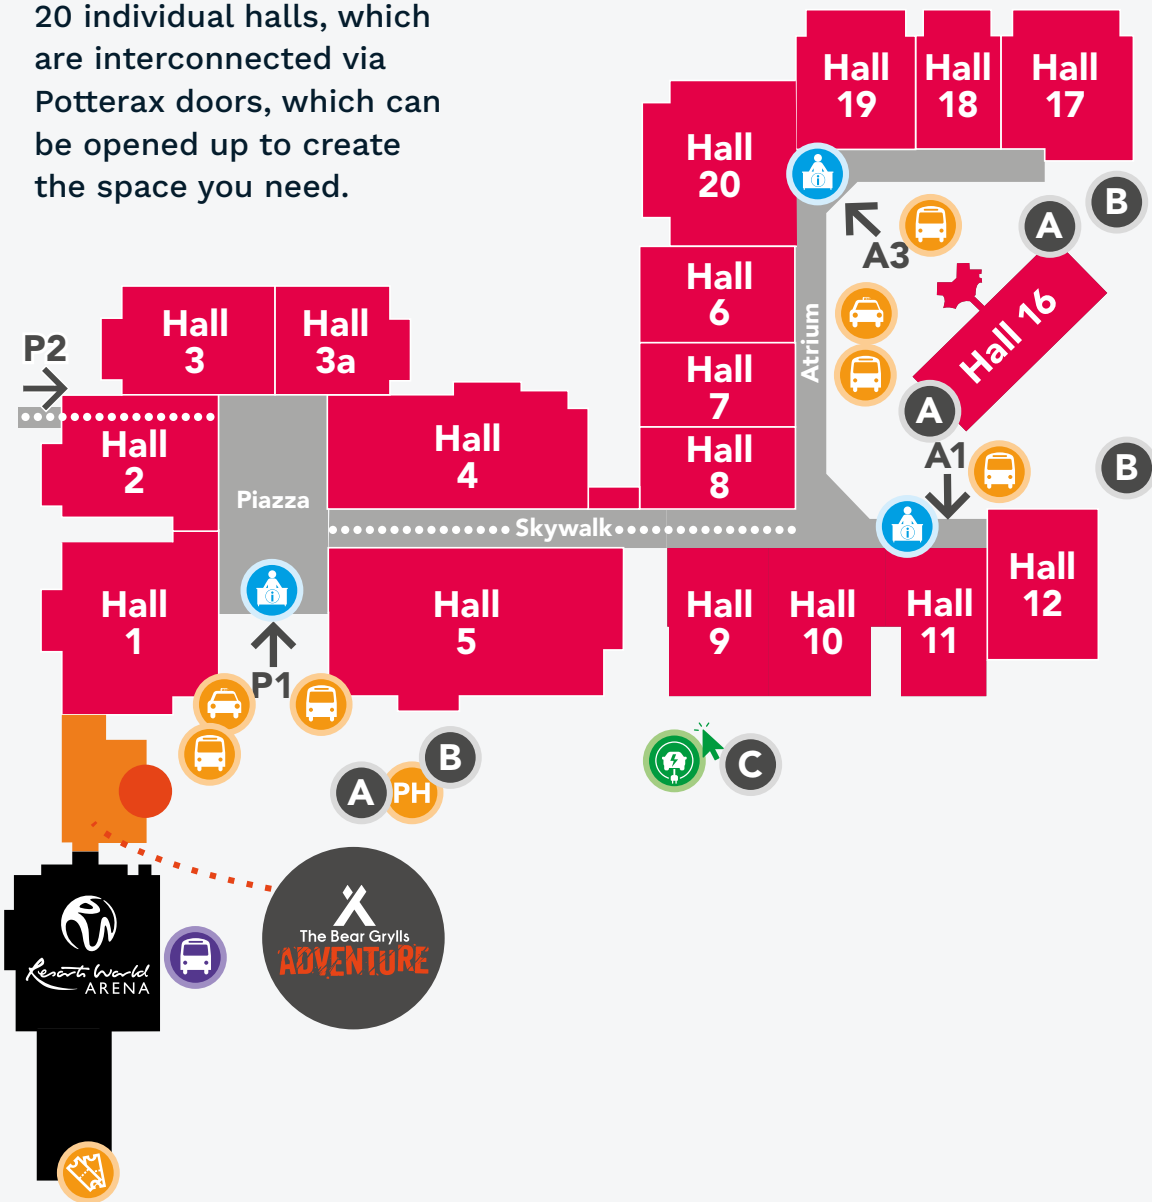 20 individual halls, which
are interconnected via
Potterax doors, which can
be opened up to create
the space you need.
Hall
19
Hall
18
Hall
17
Hall
20
A3
A
B
Hall
6
Hall
7
Hall
8
Atrium
Hall 16
A
A1
B
P2
Hall
3
Hall
3a
Hall
2
Piazza
Hall
4
Skywalk
Hall
1
P1
Hall
5
Hall
9
Hall
10
Hall
11
Hall
12
A
PH
B
C
The Bear Grylls
ADVENTURE
Resorts World
ARENA